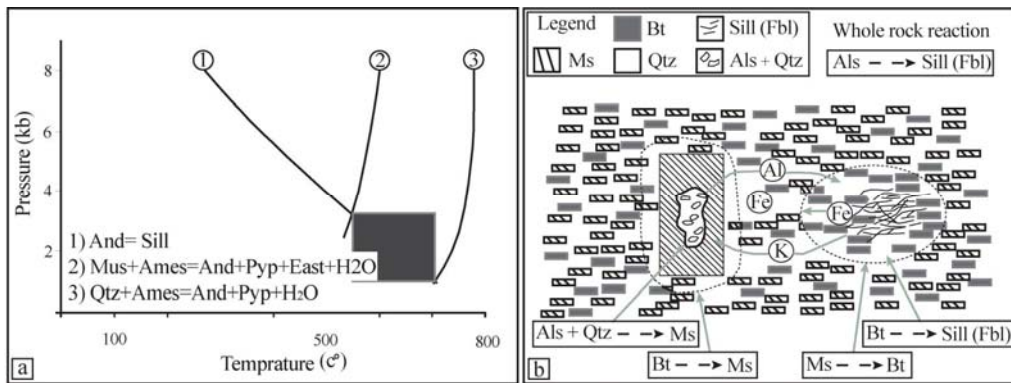 ① ② ③
8
6
4
2
Pressure (kb)
1) And= Sill
2) Mus+Ames=And+Pyp+East+H2O
3) Qtz+Ames=And+Pyp+H₂O
100 500 800
Temprature (c°)
a
Legend
Bt
Sill (Fbl)
Ms
Qtz
Als + Qtz
Whole rock reaction
Als - -➔ Sill (Fbl)
Al
Fe
Fe
K
Als + Qtz - -➔ Ms
Bt - -➔ Ms
Ms - -➔ Bt
Bt - -➔ Sill (Fbl)
b